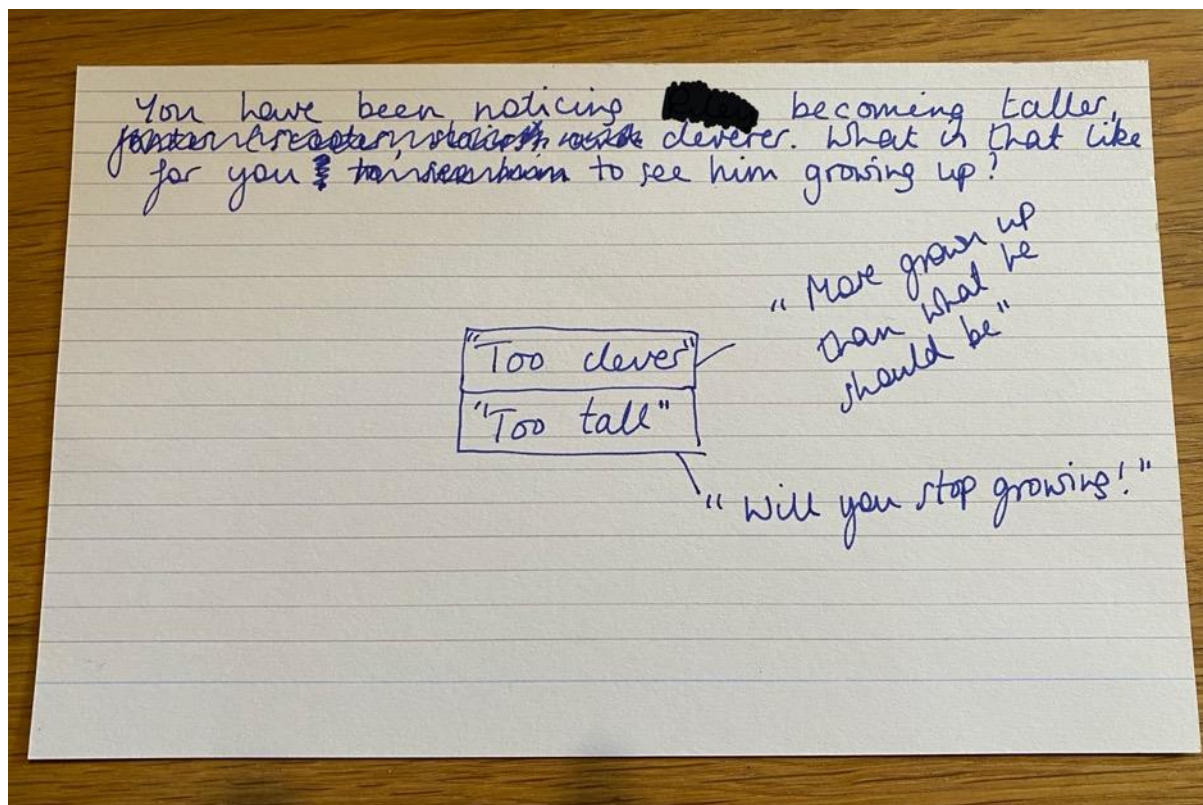 You have been noticing becoming taller,
cleverer. What is that like
for you to see him growing up?
"More grown up
than what he
should be"
"Too clever"
"Too tall"
"Will you stop growing!"